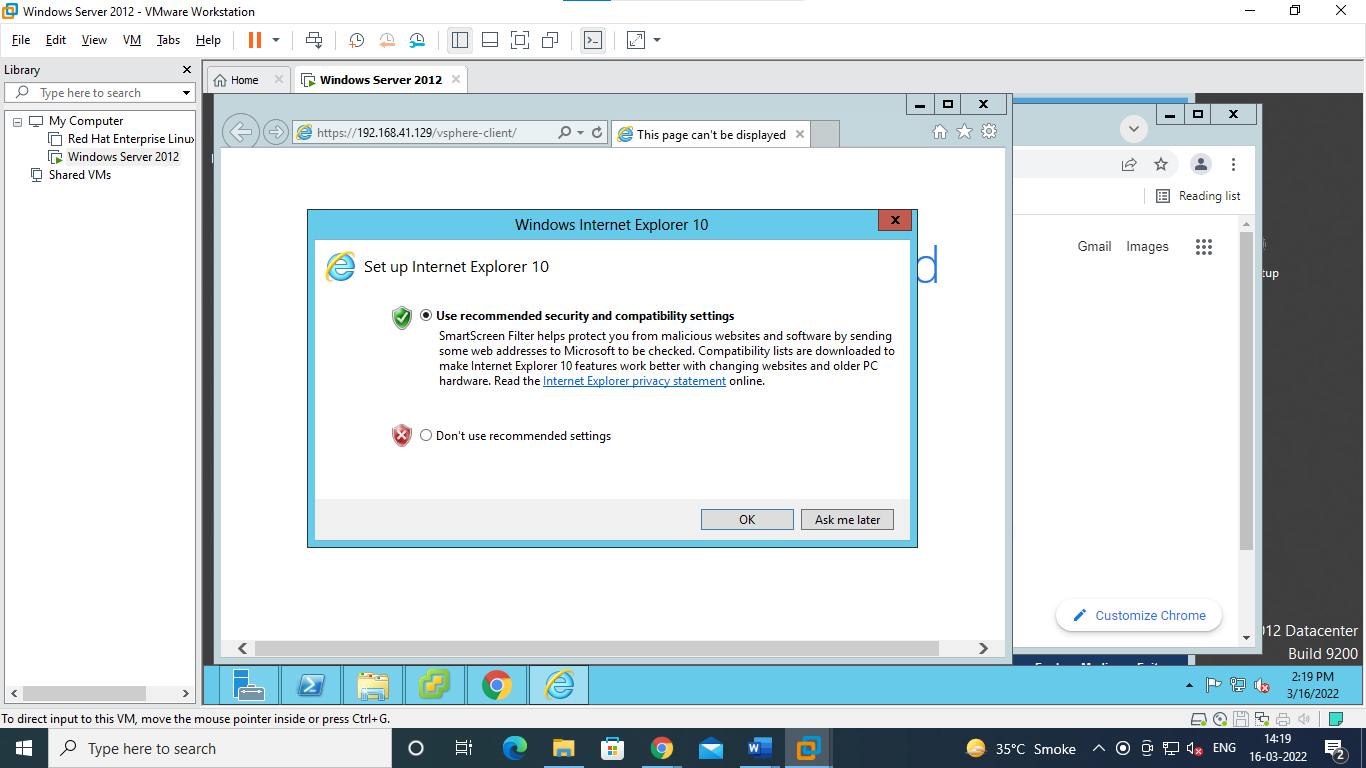 Windows Server 2012 - VMware Workstation
File Edit View VM Tabs Help
Library
Type here to search
My Computer
Red Hat Enterprise Linux
Windows Server 2012
Shared VMs
Home
Windows Server 2012
https://192.168.41.129/vsphere-client/
This page can't be displayed
Reading list
Gmail Images
d
tup
Windows Internet Explorer 10
Set up Internet Explorer 10
Use recommended security and compatibility settings
SmartScreen Filter helps protect you from malicious websites and software by sending
some web addresses to Microsoft to be checked. Compatibility lists are downloaded to
make Internet Explorer 10 features work better with changing websites and older PC
hardware. Read the Internet Explorer privacy statement online.
Don't use recommended settings
OK
Ask me later
Customize Chrome
012 Datacenter
Build 9200
2:19 PM
3/16/2022
To direct input to this VM, move the mouse pointer inside or press Ctrl+G.
Type here to search
35°C Smoke
ENG
14:19
16-03-2022
2